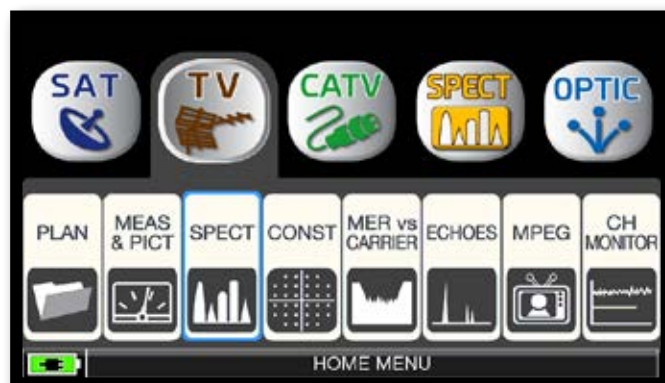 SAT
TV
CATV
SPECT
OPTIC
PLAN
MEAS
& PICT
SPECT
CONST
MER vs
CARRIER
ECHOES
MPEG
CH
MONITOR
HOME MENU